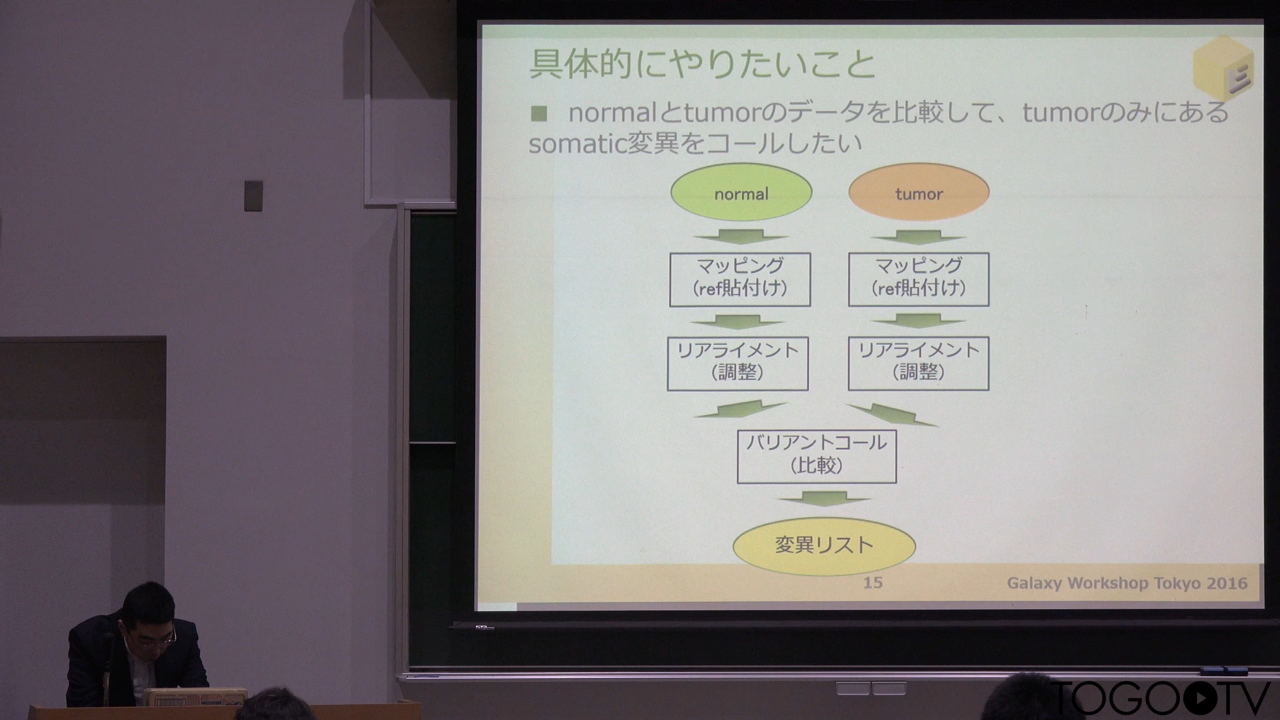 具体的にやりたいこと
normalとtumorのデータを比較して、tumorのみにある
somatic変異をコールしたい
normal
tumor
マッピング
(ref貼付け)
マッピング
(ref貼付け)
リアライメント
(調整)
リアライメント
(調整)
バリアントコール
(比較)
変異リスト
15
Galaxy Workshop Tokyo 2016
TOGOTV